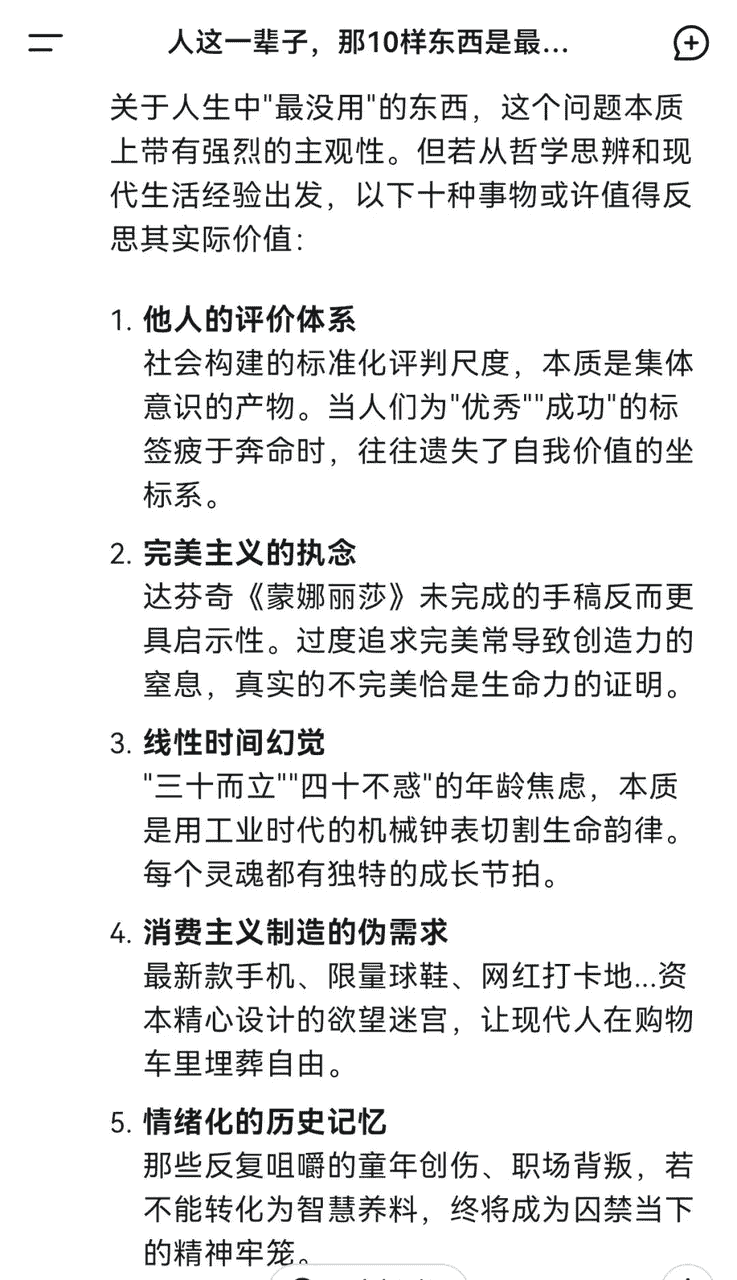 人这一辈子，那10样东西是最...
关于人生中"最没用"的东西，这个问题本质
上带有强烈的主观性。但若从哲学思辨和现
代生活经验出发，以下十种事物或许值得反
思其实际价值：
1. 他人的评价体系
社会构建的标准化评判尺度，本质是集体
意识的产物。当人们为"优秀""成功"的标
签疲于奔命时，往往遗失了自我价值的坐
标系。
2. 完美主义的执念
达芬奇《蒙娜丽莎》未完成的手稿反而更
具启示性。过度追求完美常导致创造力的
窒息，真实的不完美恰是生命力的证明。
3. 线性时间幻觉
"三十而立""四十不惑"的年龄焦虑，本质
是用工业时代的机械钟表切割生命韵律。
每个灵魂都有独特的成长节拍。
4. 消费主义制造的伪需求
最新款手机、限量球鞋、网红打卡地...资
本精心设计的欲望迷宫，让现代人在购物
车里埋葬自由。
5. 情绪化的历史记忆
那些反复咀嚼的童年创伤、职场背叛，若
不能转化为智慧养料，终将成为囚禁当下
的精神牢笼。